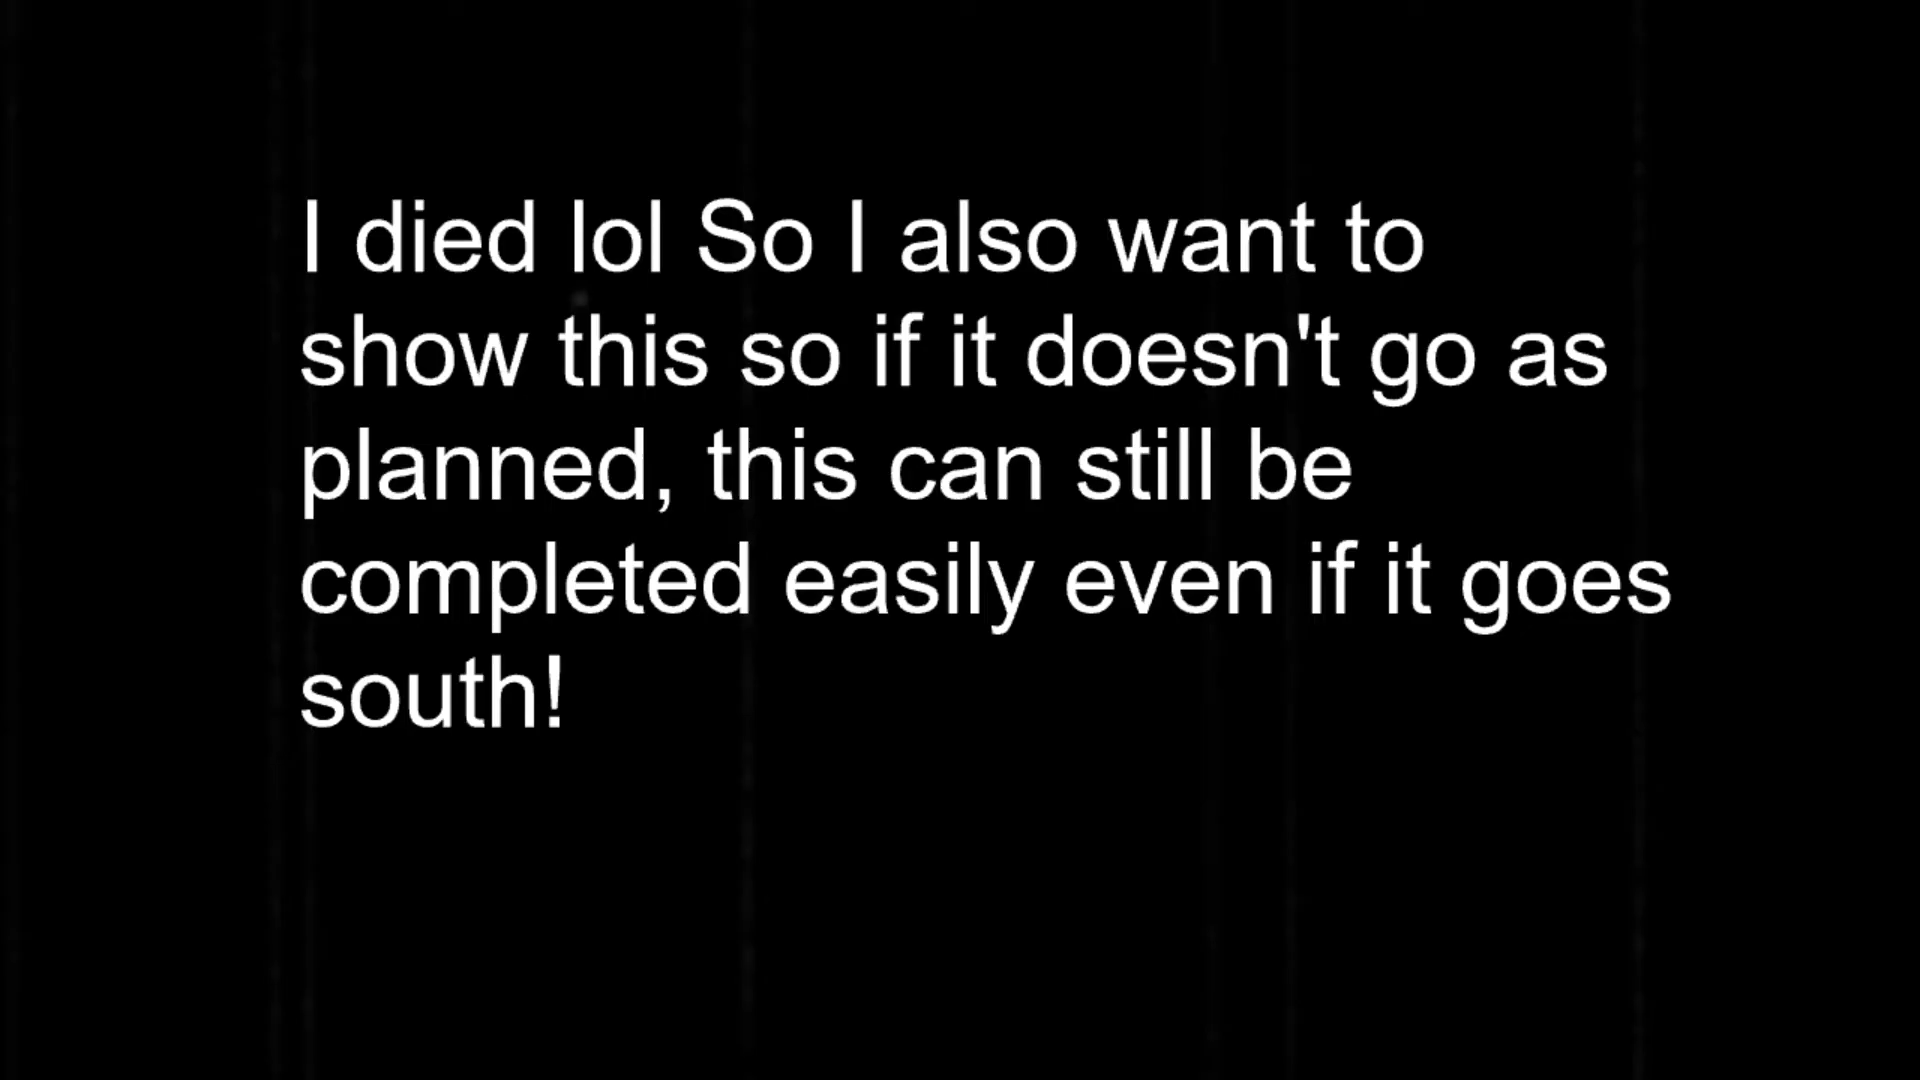 I died lol So I also want to
show this so if it doesn't go as
planned, this can still be
completed easily even if it goes
south!